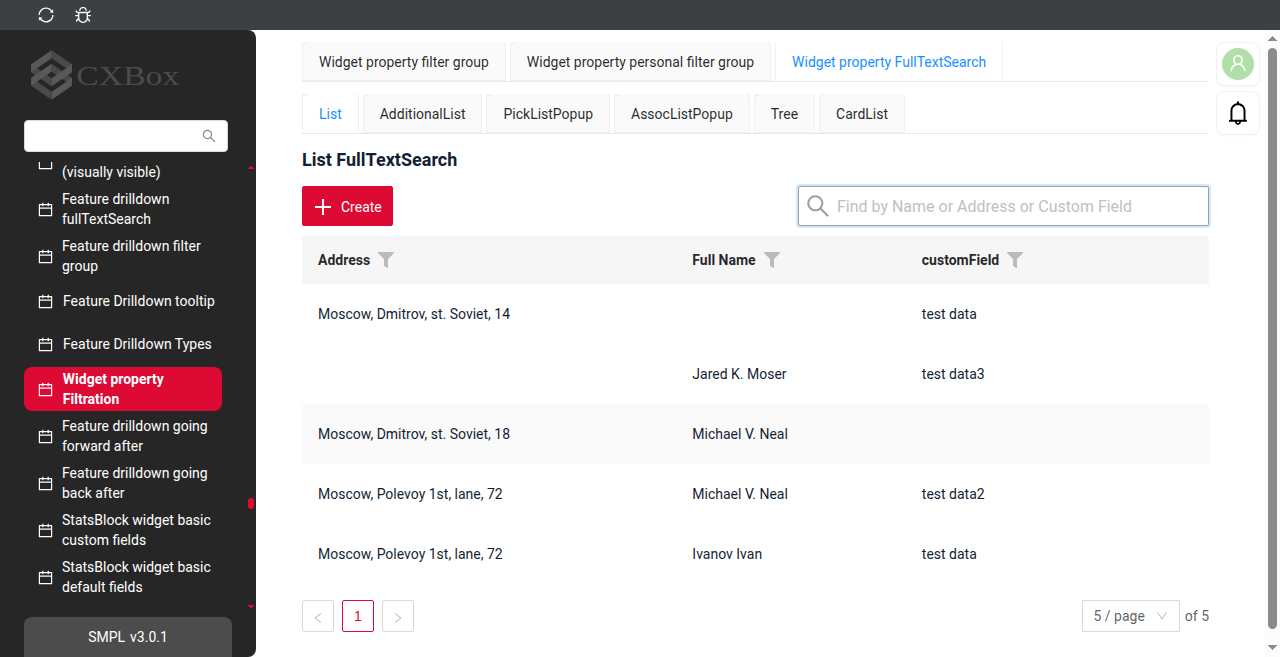 CXBox
(visually visible)
Feature drilldown
fullTextSearch
Feature drilldown filter
group
Feature Drilldown tooltip
Feature Drilldown Types
Widget property
Filtration
Feature drilldown going
forward after
Feature drilldown going
back after
StatsBlock widget basic
custom fields
StatsBlock widget basic
default fields
SMPL v3.0.1
Widget property filter group
Widget property personal filter group
Widget property FullTextSearch
List
AdditionalList
PickListPopup
AssocListPopup
Tree
CardList
List FullTextSearch
Create
Find by Name or Address or Custom Field
Address Full Name customField
Moscow, Dmitrov, st. Soviet, 14 test data
Jared K. Moser test data3
Moscow, Dmitrov, st. Soviet, 18 Michael V. Neal
Moscow, Polevoy 1st, lane, 72 Michael V. Neal test data2
Moscow, Polevoy 1st, lane, 72 Ivanov Ivan test data
< 1 > 5 / page of 5